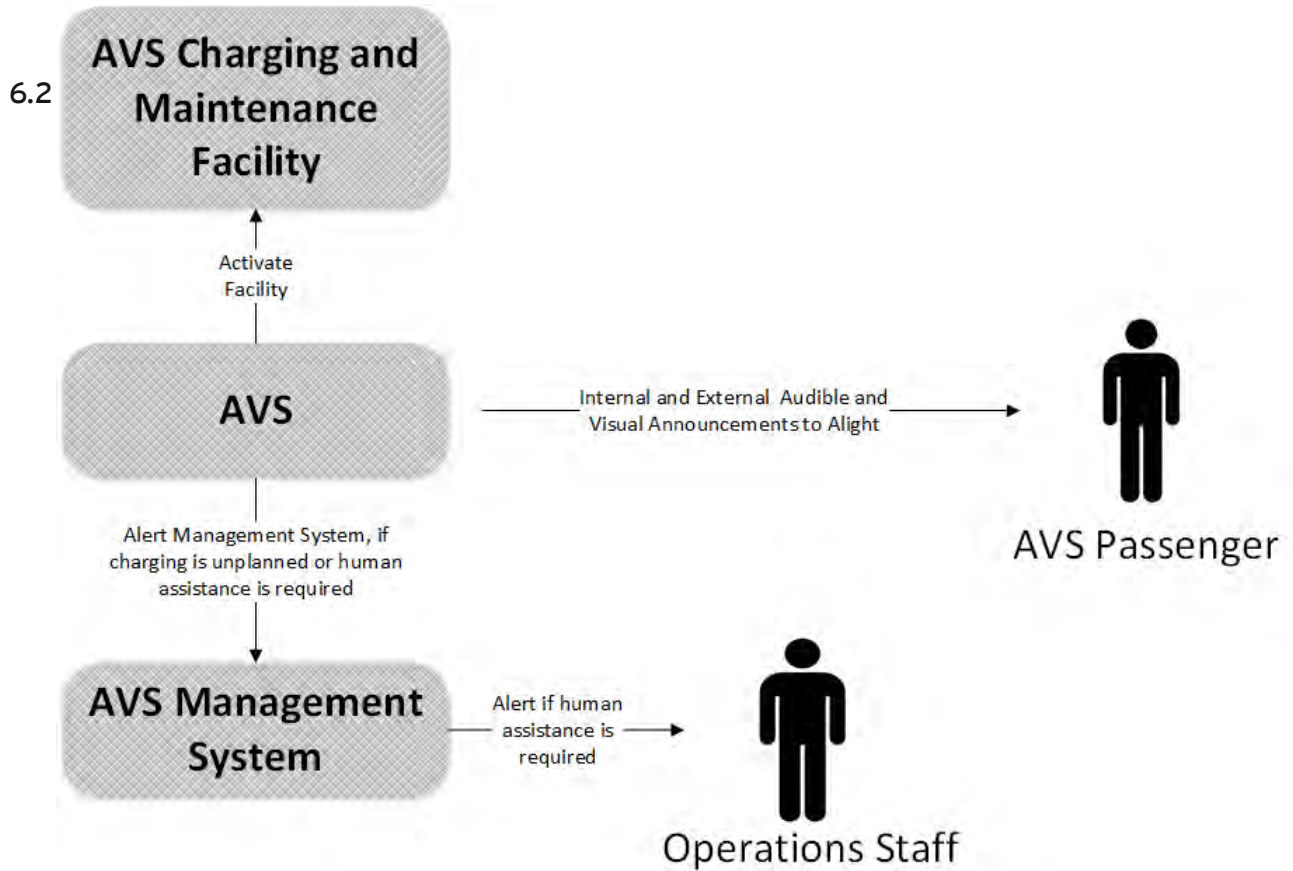 6.2
AVS Charging and
Maintenance
Facility
Activate
Facility
AVS
Internal and External Audible and
Visual Announcements to Alight
AVS Passenger
Alert Management System, if
charging is unplanned or human
assistance is required
AVS Management
System
Alert if human
assistance is
required
Operations Staff